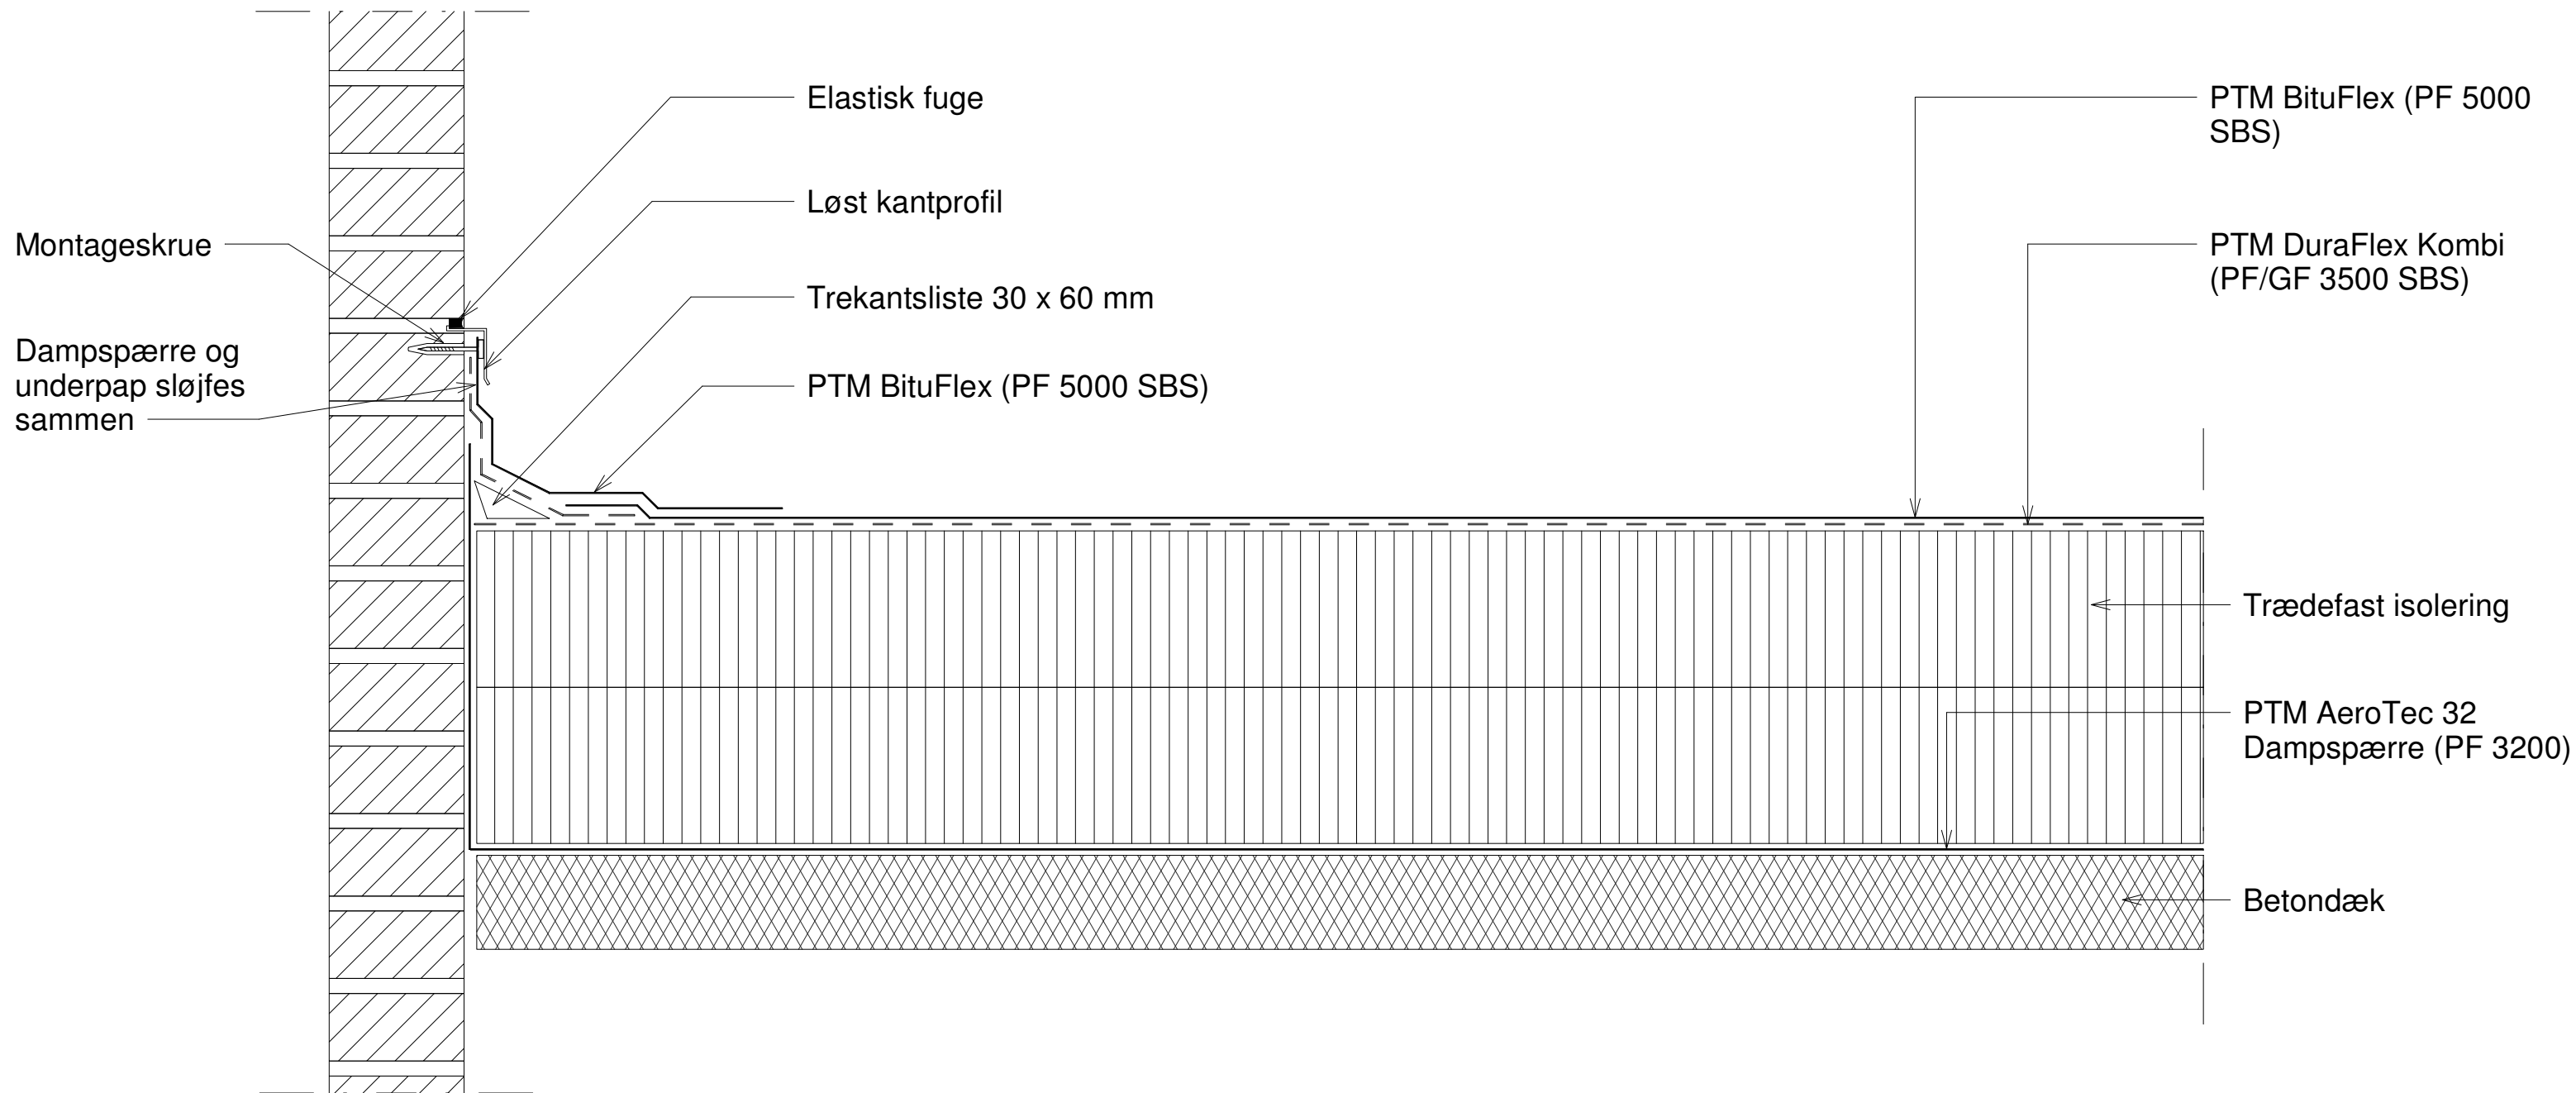 Montageskrue
Dampspærre og
underpap sløjfes
sammen
Elastisk fuge
Løst kantprofil
Trekantsliste 30 x 60 mm
PTM BituFlex (PF 5000 SBS)
PTM BituFlex (PF 5000
SBS)
PTM DuraFlex Kombi
(PF/GF 3500 SBS)
Trædefast isolering
PTM AeroTec 32
Dampspærre (PF 3200)
Betondæk